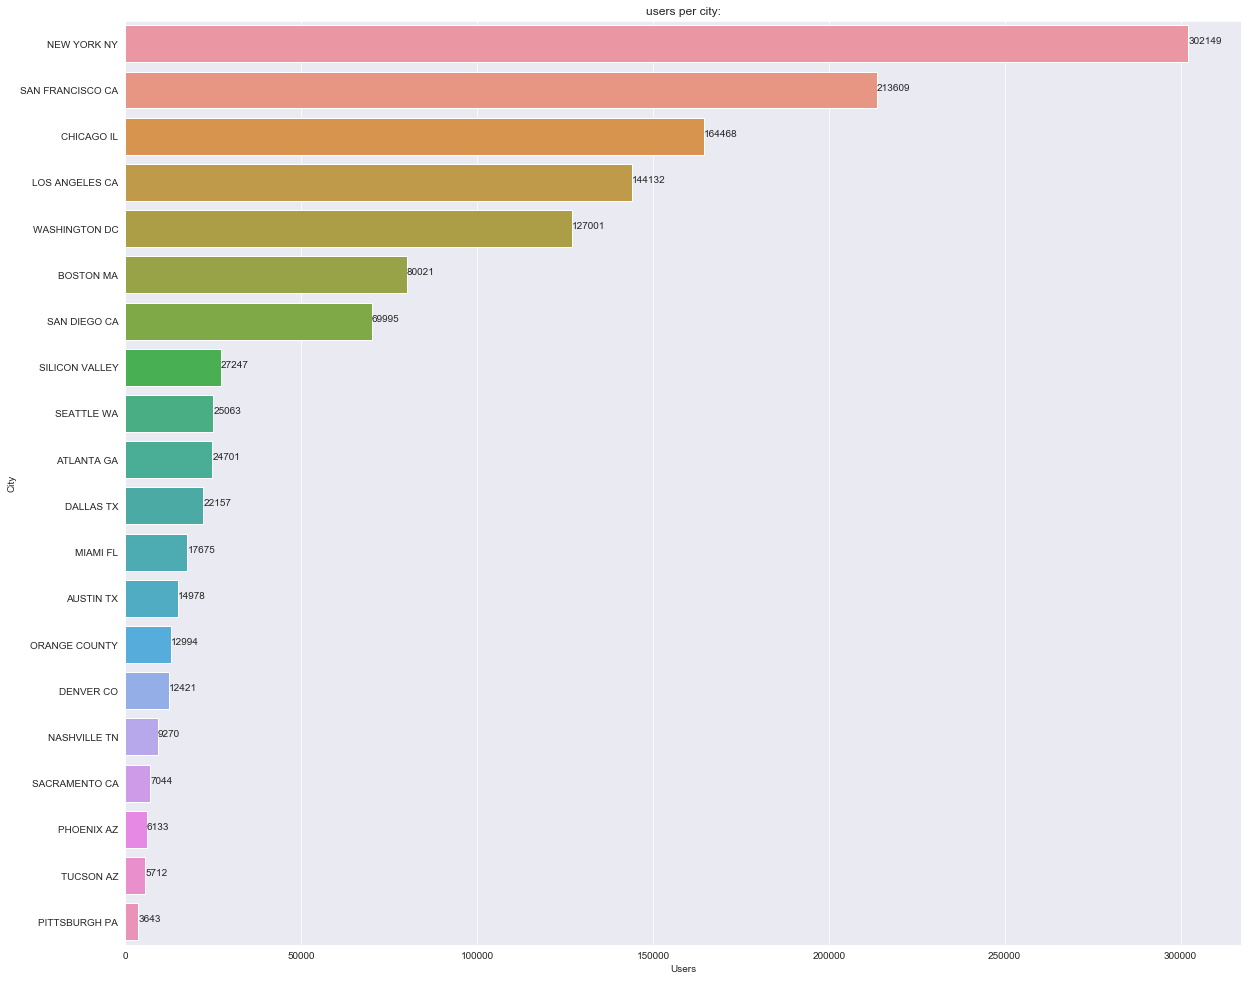 users per city:
NEW YORK NY 302149
SAN FRANCISCO CA 213609
CHICAGO IL 164468
LOS ANGELES CA 144132
WASHINGTON DC 127001
BOSTON MA 80021
SAN DIEGO CA 69995
SILICON VALLEY 27247
SEATTLE WA 25063
ATLANTA GA 24701
City
DALLAS TX 22157
MIAMI FL 17675
AUSTIN TX 14978
ORANGE COUNTY 12994
DENVER CO 12421
NASHVILLE TN 9270
SACRAMENTO CA 7044
PHOENIX AZ 6133
TUCSON AZ 5712
PITTSBURGH PA 3643
0 50000 100000 150000 200000 250000 300000
Users